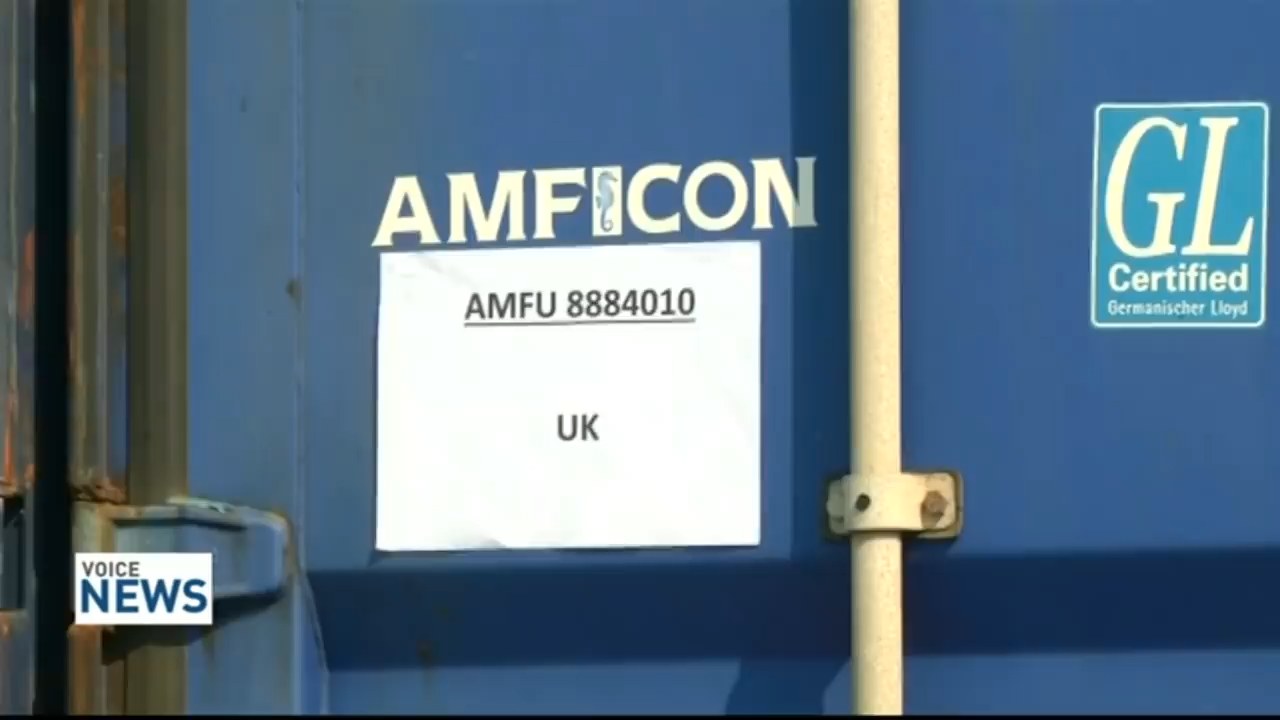 AMFICON
AMFU 8884010
UK
GL
Certified
Germanischer Lloyd
VOICE
NEWS